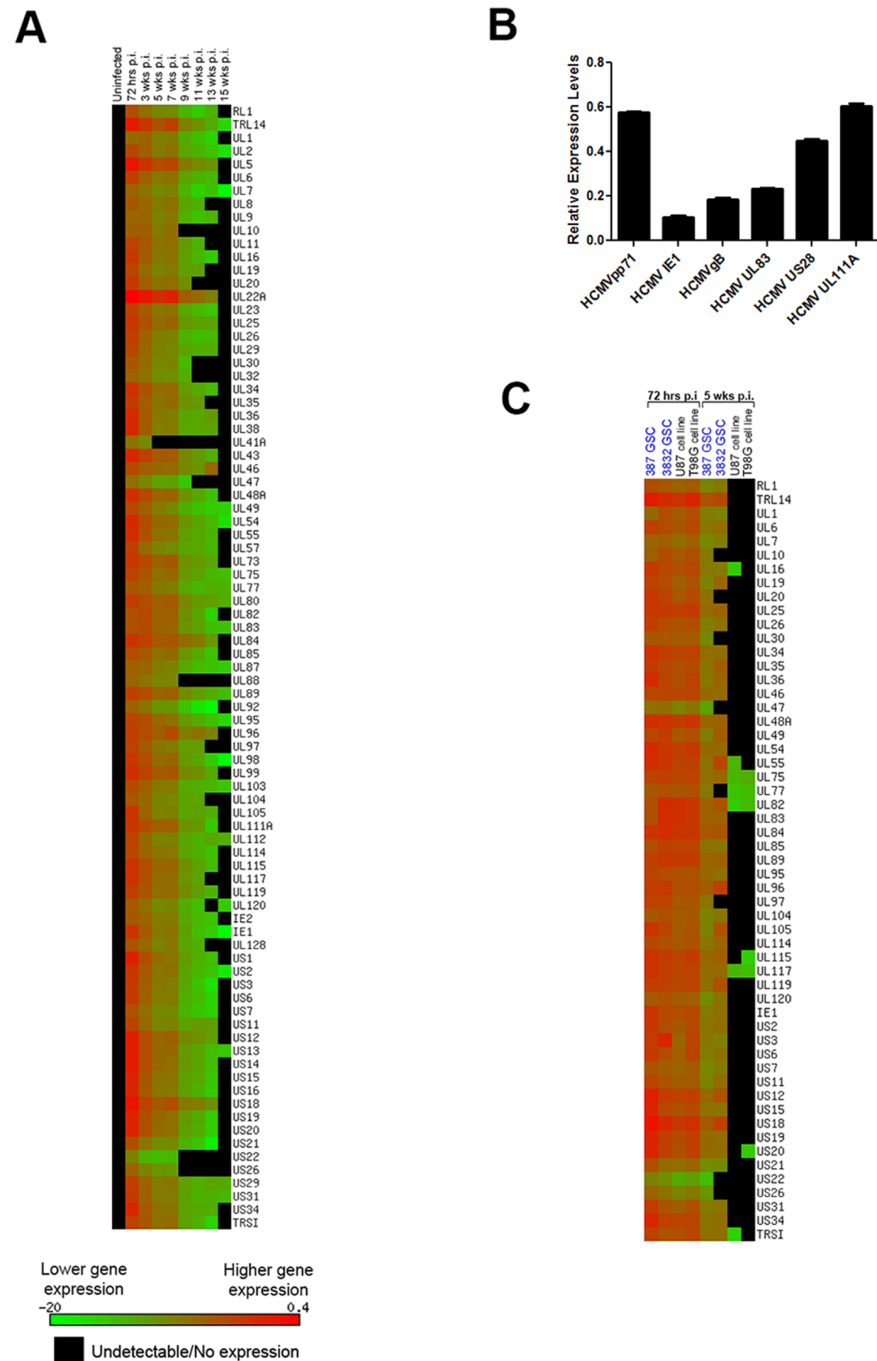 A
Uninfected
72 hrs p.i.
3 wks p.i.
5 wks p.i.
7 wks p.i.
9 wks p.i.
11 wks p.i.
13 wks p.i.
15 wks p.i.
RL1
TRL14
UL1
UL2
UL5
UL6
UL7
UL8
UL9
UL10
UL11
UL16
UL19
UL20
UL22A
UL23
UL25
UL26
UL29
UL30
UL32
UL34
UL35
UL36
UL38
UL41A
UL43
UL46
UL47
UL48A
UL49
UL54
UL55
UL57
UL73
UL75
UL77
UL80
UL82
UL83
UL84
UL85
UL87
UL88
UL89
UL92
UL95
UL96
UL97
UL98
UL99
UL103
UL104
UL105
UL111A
UL112
UL114
UL115
UL117
UL119
UL120
IE2
IE1
UL128
US1
US2
US3
US6
US7
US11
US12
US13
US14
US15
US16
US18
US19
US20
US21
US22
US26
US29
US31
US34
TRSI
Lower gene expression
Higher gene expression
-20
0.4
Undetectable/No expression
B
Relative Expression Levels
0.8
0.6
0.4
0.2
0.0
HCMVpp71
HCMV IE1
HCMVgB
HCMV UL83
HCMV US28
HCMV UL111A
C
72 hrs p.i
5 wks p.i.
387 GSC
3832 GSC
U87 cell line
T98G cell line
387 GSC
3832 GSC
U87 cell line
T98G cell line
RL1
TRL14
UL1
UL6
UL7
UL10
UL16
UL19
UL20
UL25
UL26
UL30
UL34
UL35
UL36
UL46
UL47
UL48A
UL49
UL54
UL55
UL75
UL77
UL82
UL83
UL84
UL85
UL89
UL95
UL96
UL97
UL104
UL105
UL114
UL115
UL117
UL119
UL120
IE1
US2
US3
US6
US7
US11
US12
US15
US18
US19
US20
US21
US22
US26
US31
US34
TRSI